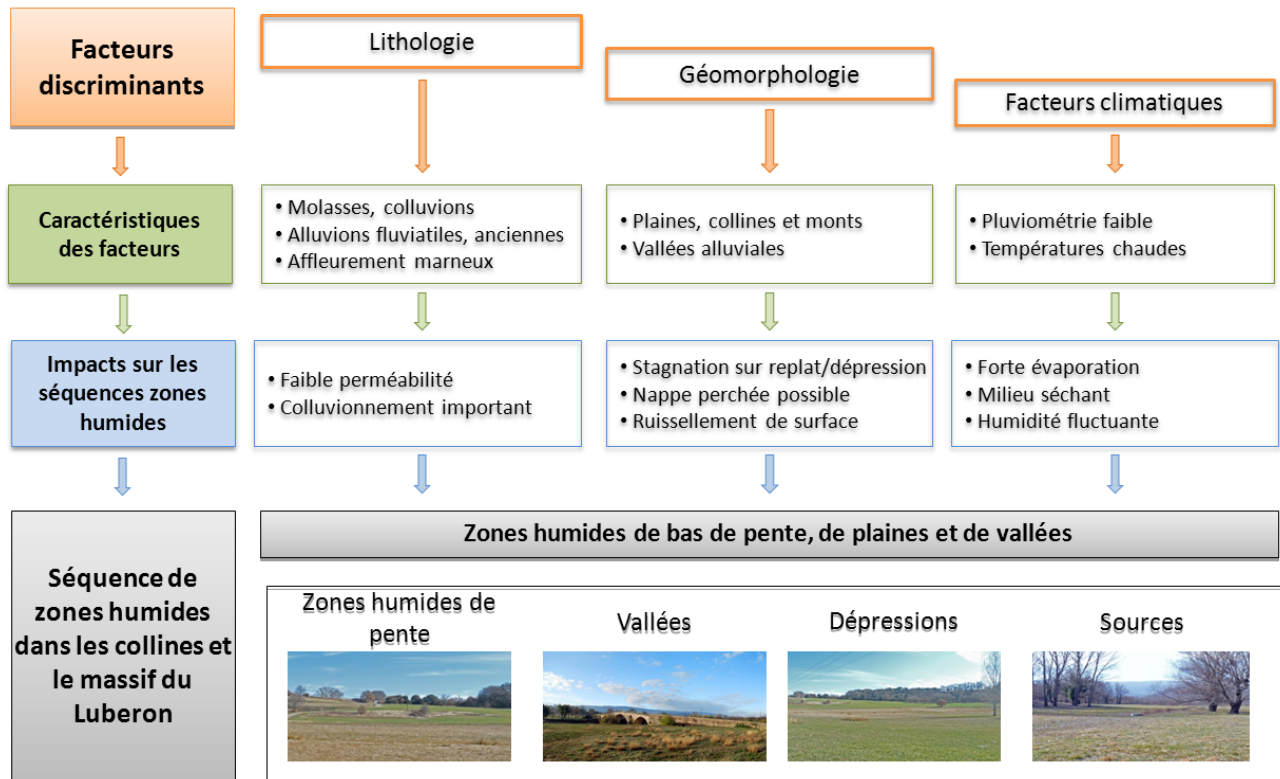 Facteurs
discriminants
Lithologie
Géomorphologie
Facteurs climatiques
Caractéristiques
des facteurs
• Molasses, colluvions
• Alluvions fluviatiles, anciennes
• Affleurement marneux
• Plaines, collines et monts
• Vallées alluviales
• Pluviométrie faible
• Températures chaudes
Impacts sur les
séquences zones
humides
• Faible perméabilité
• Colluvionnement important
• Stagnation sur replat/dépression
• Nappe perchée possible
• Ruissellement de surface
• Forte évaporation
• Milieu séchant
• Humidité fluctuante
Séquence de
zones humides
dans les collines et
le massif du
Luberon
Zones humides de bas de pente, de plaines et de vallées
Zones humides de
pente
Vallées
Dépressions
Sources